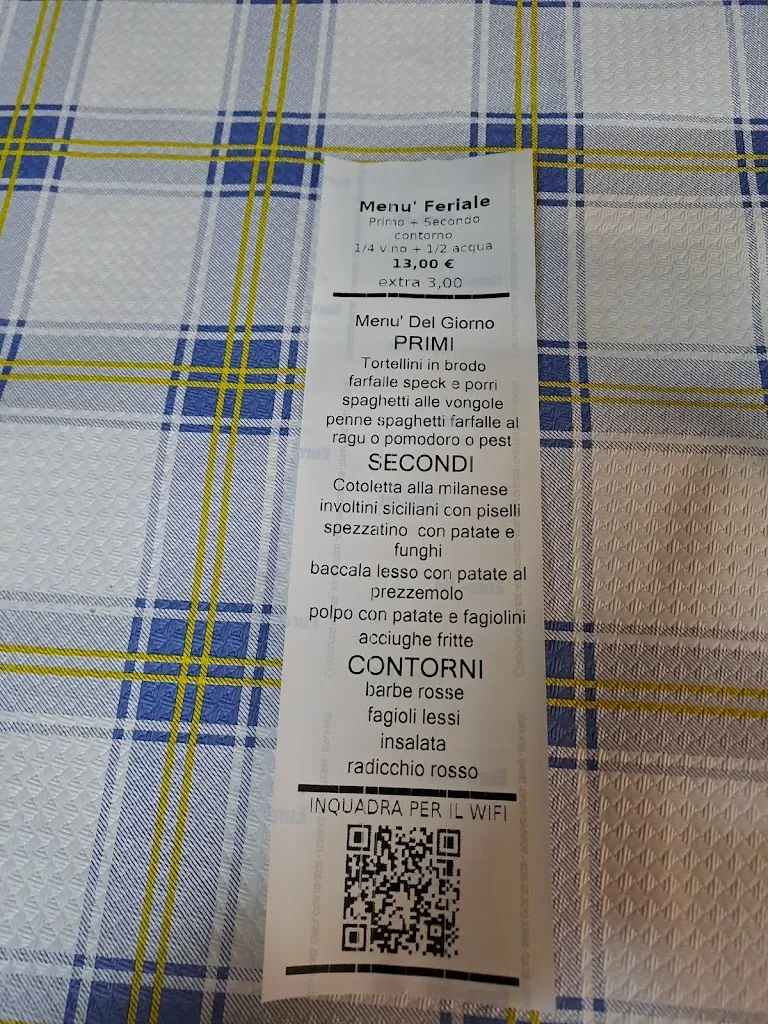 Menu' Feriale
Primo + Secondo
contorno
1/4 vino + 1/2 acqua
13,00 €
extra 3,00
Menu' Del Giorno
PRIMI
Tortellini in brodo
farfalle speck e porri
spaghetti alle vongole
penne spaghetti farfalle al
ragu o pomodoro o pest
SECONDI
Cotoletta alla milanese
involtini siciliani con piselli
spezzatino con patate e
funghi
baccala lesso con patate al
prezzemolo
polpo con patate e fagiolini
acciughe fritte
CONTORNI
barbe rosse
fagioli lessi
insalata
radicchio rosso
INQUADRA PER IL WIFI